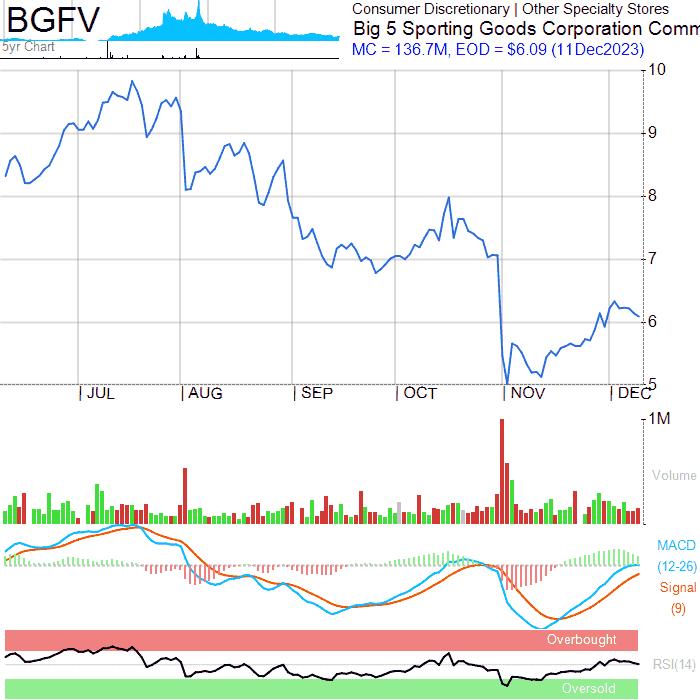 BGFV
5yr Chart
Consumer Discretionary | Other Specialty Stores
Big 5 Sporting Goods Corporation Comm
MC = 136.7M, EOD = $6.09 (11Dec2023)
10
9
8
7
6
5
| JUL | AUG | SEP | OCT | NOV | DEC
1M
Volume
MACD
(12-26)
Signal
(9)
Overbought
RSI(14)
Oversold